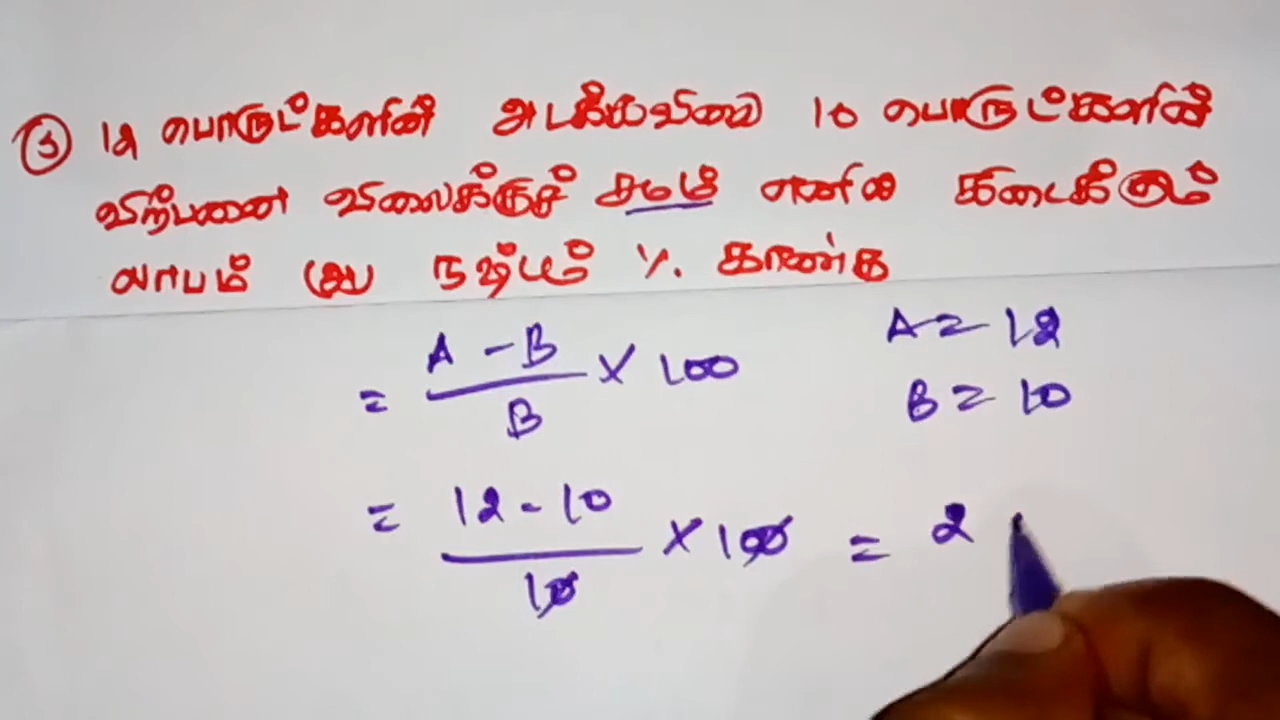 ③ 12 பொருட்களின் அடக்கவிலை 10 பொருட்களின்
விற்பனை விலைக்குச் சமம் எனில் கிடைக்கும்
லாபம் (அ) நஷ்டம் % காண்க
= A - B / B × 100
A = 12
B = 10
= 12 - 10 / 10 × 100 = 2